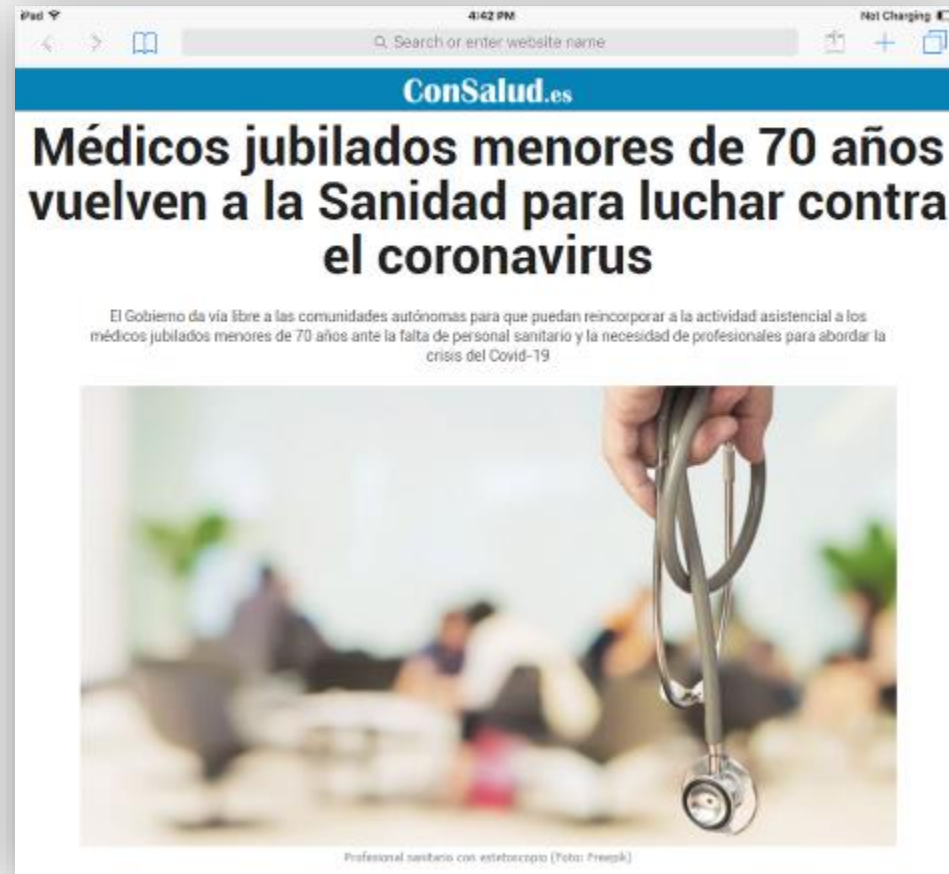 iPad
4:42 PM
Not Charging
Search or enter website name
ConSalud.es
Médicos jubilados menores de 70 años
vuelven a la Sanidad para luchar contra
el coronavirus
El Gobierno da vía libre a las comunidades autónomas para que puedan reincorporar a la actividad asistencial a los
médicos jubilados menores de 70 años ante la falta de personal sanitario y la necesidad de profesionales para abordar la
crisis del Covid-19
Profesional sanitario con estetoscopio (Foto: Freepik)